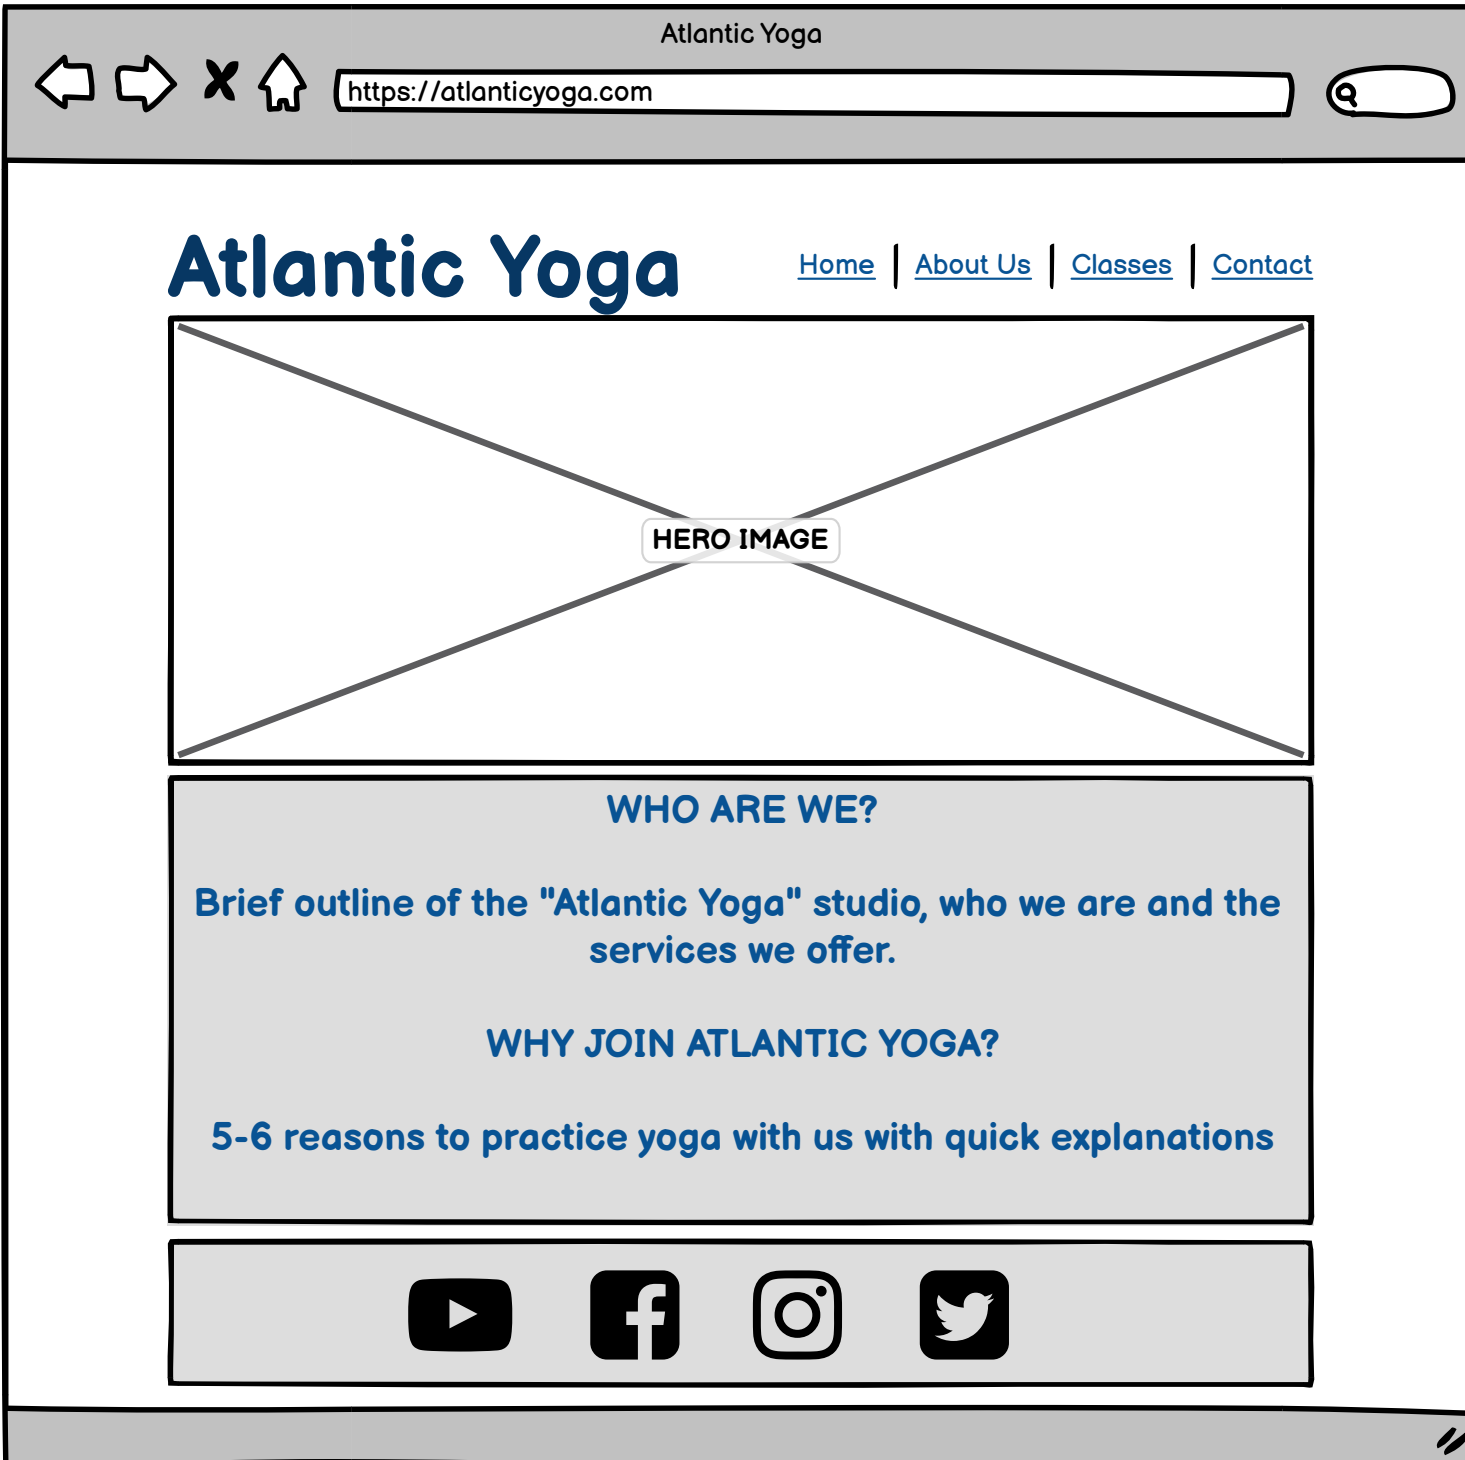 Atlantic Yoga
https://atlanticyoga.com
Atlantic Yoga
Home | About Us | Classes | Contact
HERO IMAGE
WHO ARE WE?
Brief outline of the "Atlantic Yoga" studio, who we are and the
services we offer.
WHY JOIN ATLANTIC YOGA?
5-6 reasons to practice yoga with us with quick explanations